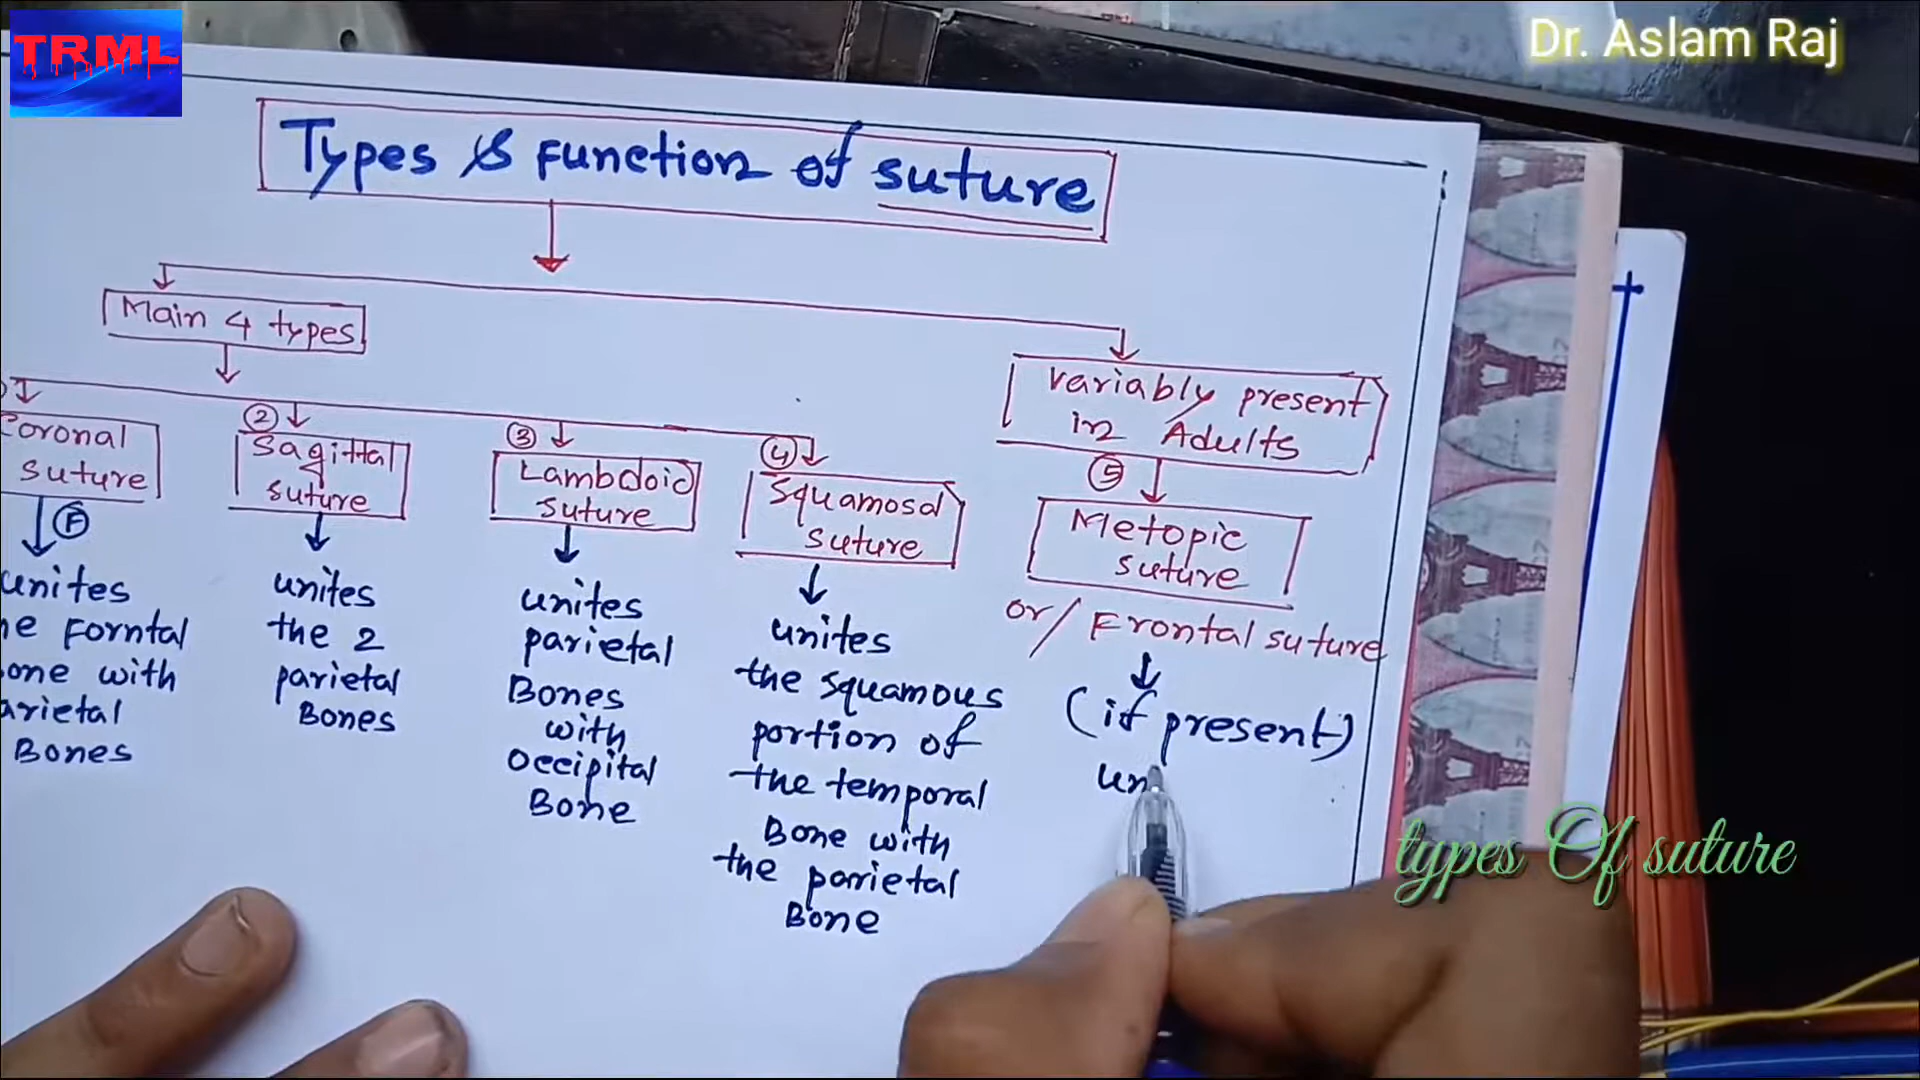 TRML
Dr. Aslam Raj
Types & Function of suture
Main 4 types
Variably present
in Adults
Coronal
suture
F
unites
he Forntal
one with
arietal
Bones
2
Sagittal
suture
unites
the 2
parietal
Bones
3
Lambdoid
suture
unites
parietal
Bones
with
occipital
Bone
4
Squamosal
suture
unites
the squamous
portion of
the temporal
Bone with
the parietal
Bone
5
Metopic
suture
or/Frontal suture
(if present)
un
types Of suture